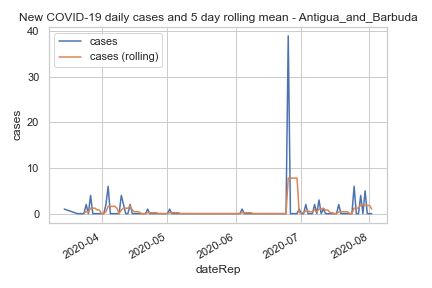 New COVID-19 daily cases and 5 day rolling mean - Antigua_and_Barbuda
cases
cases (rolling)
40
30
20
10
0
cases
2020-04
2020-05
2020-06
2020-07
2020-08
dateRep